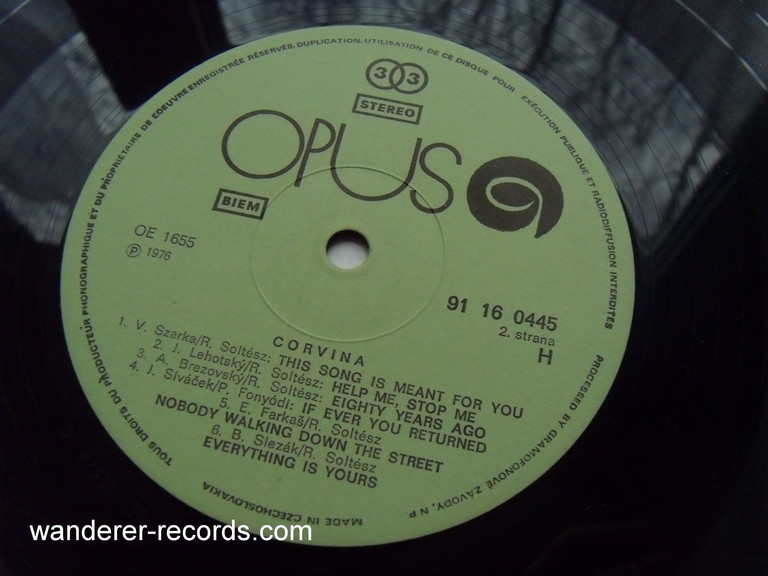 TOUS DROITS DU PRODUCTEUR PHONOGRAPHIQUE ET DU PROPRIÉTAIRE DE L'OEUVRE ENREGISTRÉE RÉSERVÉS. DUPLICATION, UTILISATION DE CE DISQUE POUR EXÉCUTION PUBLIQUE ET RADIODIFFUSION INTERDITES
33
STEREO
OPUS
BIEM
OE 1655
Ⓟ 1976
91 16 0445
2. strana
H
CORVINA
1. V. Szarka/R. Soltész: THIS SONG IS MEANT FOR YOU
2. J. Lehotský/R. Soltész: HELP ME, STOP ME
3. A. Brezovský/R. Soltész: EIGHTY YEARS AGO
4. J. Siváček/P. Fonyódi: IF EVER YOU RETURNED
5. E. Farkaš/R. Soltész
NOBODY WALKING DOWN THE STREET
6. B. Slezák/R. Soltész
EVERYTHING IS YOURS
PROCESSED BY GRAMOFONOVÉ ZÁVODY, N. P.
MADE IN CZECHOSLOVAKIA
wanderer-records.com